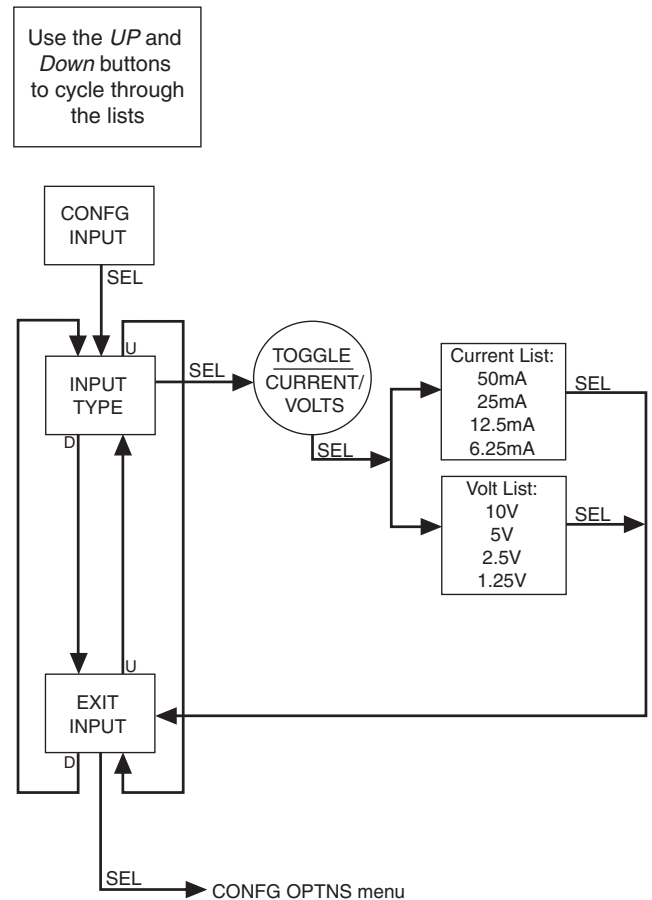 Use the UP and
Down buttons
to cycle through
the lists
CONFG
INPUT
SEL
U
INPUT
TYPE
D
SEL
TOGGLE
CURRENT/
VOLTS
SEL
Current List:
50mA
25mA
12.5mA
6.25mA
SEL
Volt List:
10V
5V
2.5V
1.25V
SEL
U
EXIT
INPUT
D
SEL
CONFG OPTNS menu